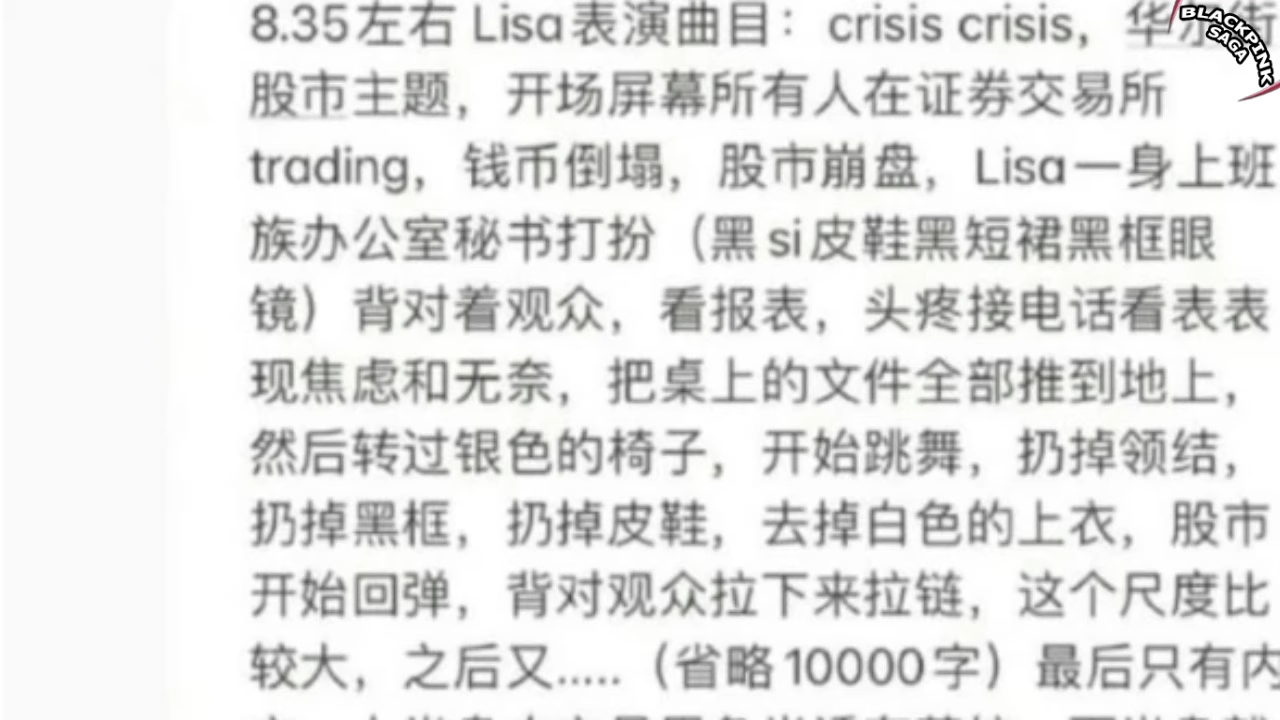 8.35左右 Lisa表演曲目：crisis crisis，华尔街
股市主题，开场屏幕所有人在证券交易所
trading，钱币倒塌，股市崩盘，Lisa一身上班
族办公室秘书打扮（黑si皮鞋黑短裙黑框眼
镜）背对着观众，看报表，头疼接电话看表表
现焦虑和无奈，把桌上的文件全部推到地上，
然后转过银色的椅子，开始跳舞，扔掉领结，
扔掉黑框，扔掉皮鞋，去掉白色的上衣，股市
开始回弹，背对观众拉下来拉链，这个尺度比
较大，之后又.....（省略10000字）最后只有内
BLACKPINK
SAGA